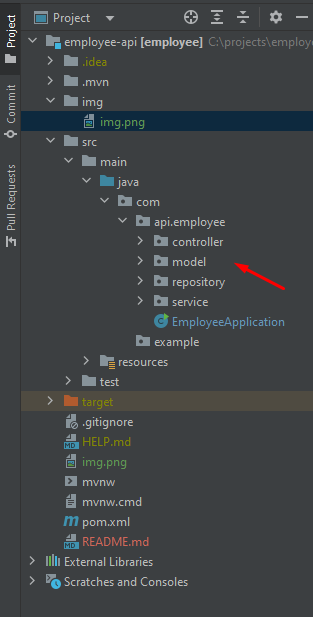 Project
employee-api [employee] C:\projects\employe
.idea
.mvn
img
img.png
src
main
java
com
api.employee
controller
model
repository
service
EmployeeApplication
example
resources
test
target
.gitignore
HELP.md
img.png
mvnw
mvnw.cmd
pom.xml
README.md
External Libraries
Scratches and Consoles
Project
Commit
Pull Requests